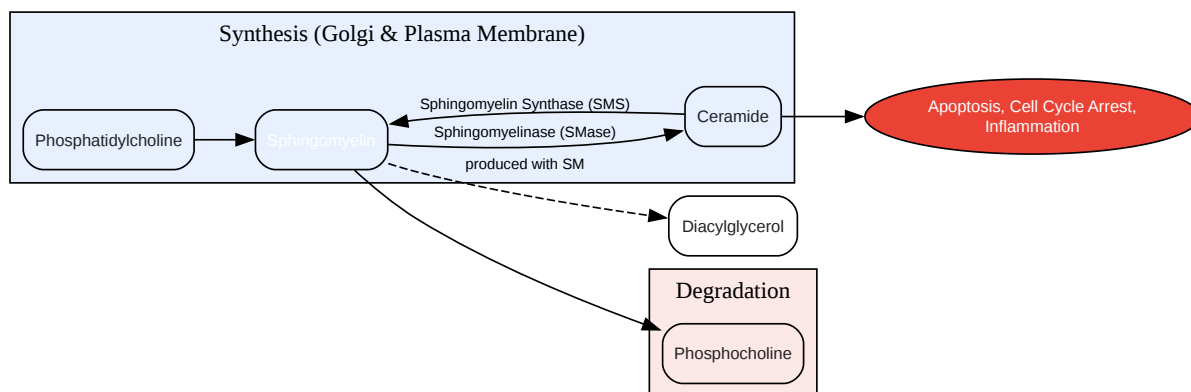 Synthesis (Golgi & Plasma Membrane)
Phosphatidylcholine
Sphingomyelin
Sphingomyelin Synthase (SMS)
Sphingomyelinase (SMase)
produced with SM
Ceramide
Apoptosis, Cell Cycle Arrest,
Inflammation
Diacylglycerol
Degradation
Phosphocholine